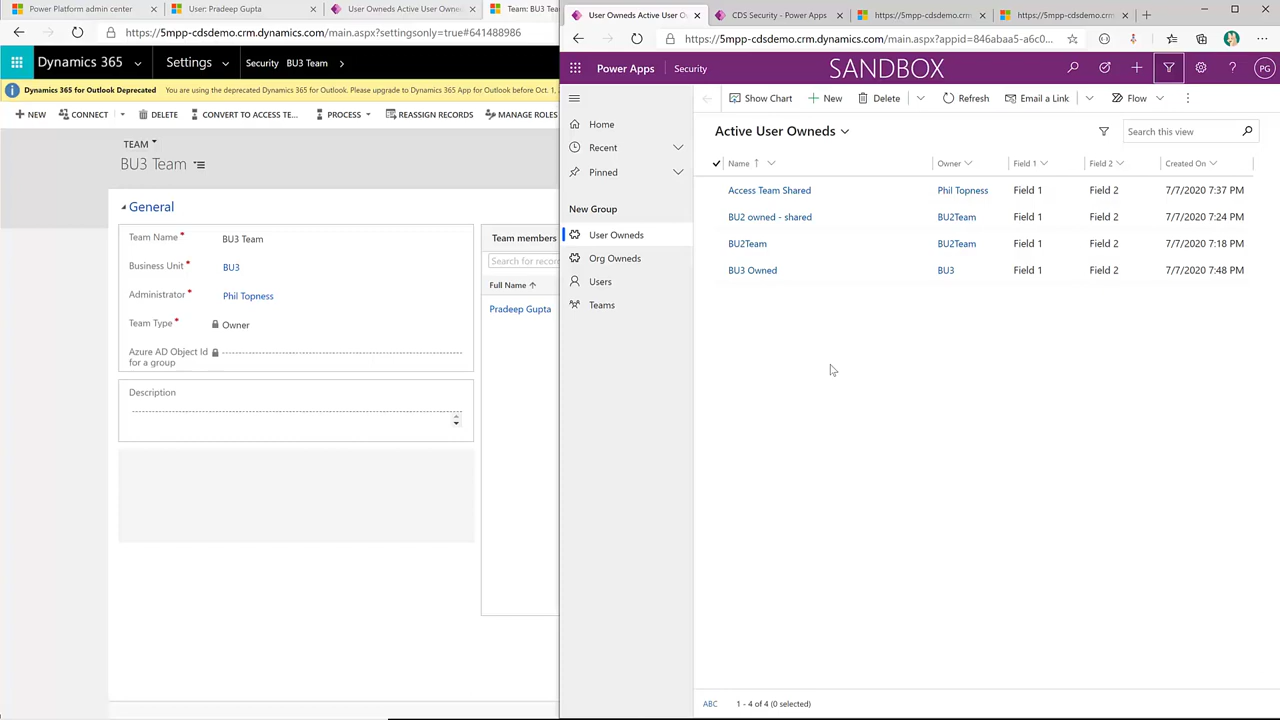 Power Platform admin center
User: Pradeep Gupta
User Owneds Active User Owned
Team: BU3 Team
https://5mpp-cdsdemo.crm.dynamics.com/main.aspx?settingsonly=true#641488986
Dynamics 365
Settings
Security
BU3 Team
Dynamics 365 for Outlook Deprecated
You are using the deprecated Dynamics 365 for Outlook. Please upgrade to Dynamics 365 App for Outlook before Oct. 1,
NEW
CONNECT
DELETE
CONVERT TO ACCESS TE...
PROCESS
REASSIGN RECORDS
MANAGE ROLES
TEAM
BU3 Team
General
Team Name *
BU3 Team
Business Unit *
BU3
Administrator *
Phil Topness
Team Type *
Owner
Azure AD Object Id
for a group
Description
Team members
Search for recor
Full Name
Pradeep Gupta
User Owneds Active User O
CDS Security - Power Apps
https://5mpp-cdsdemo.crm.
https://5mpp-cdsdemo.crm.
https://5mpp-cdsdemo.crm.dynamics.com/main.aspx?appid=846abaa5-a6c0...
Power Apps
Security
SANDBOX
PG
Show Chart
New
Delete
Refresh
Email a Link
Flow
Home
Recent
Pinned
New Group
User Owneds
Org Owneds
Users
Teams
Active User Owneds
Search this view
Name
Owner
Field 1
Field 2
Created On
Access Team Shared
Phil Topness
Field 1
Field 2
7/7/2020 7:37 PM
BU2 owned - shared
BU2Team
Field 1
Field 2
7/7/2020 7:24 PM
BU2Team
BU2Team
Field 1
Field 2
7/7/2020 7:18 PM
BU3 Owned
BU3
Field 1
Field 2
7/7/2020 7:48 PM
ABC
1 - 4 of 4 (0 selected)